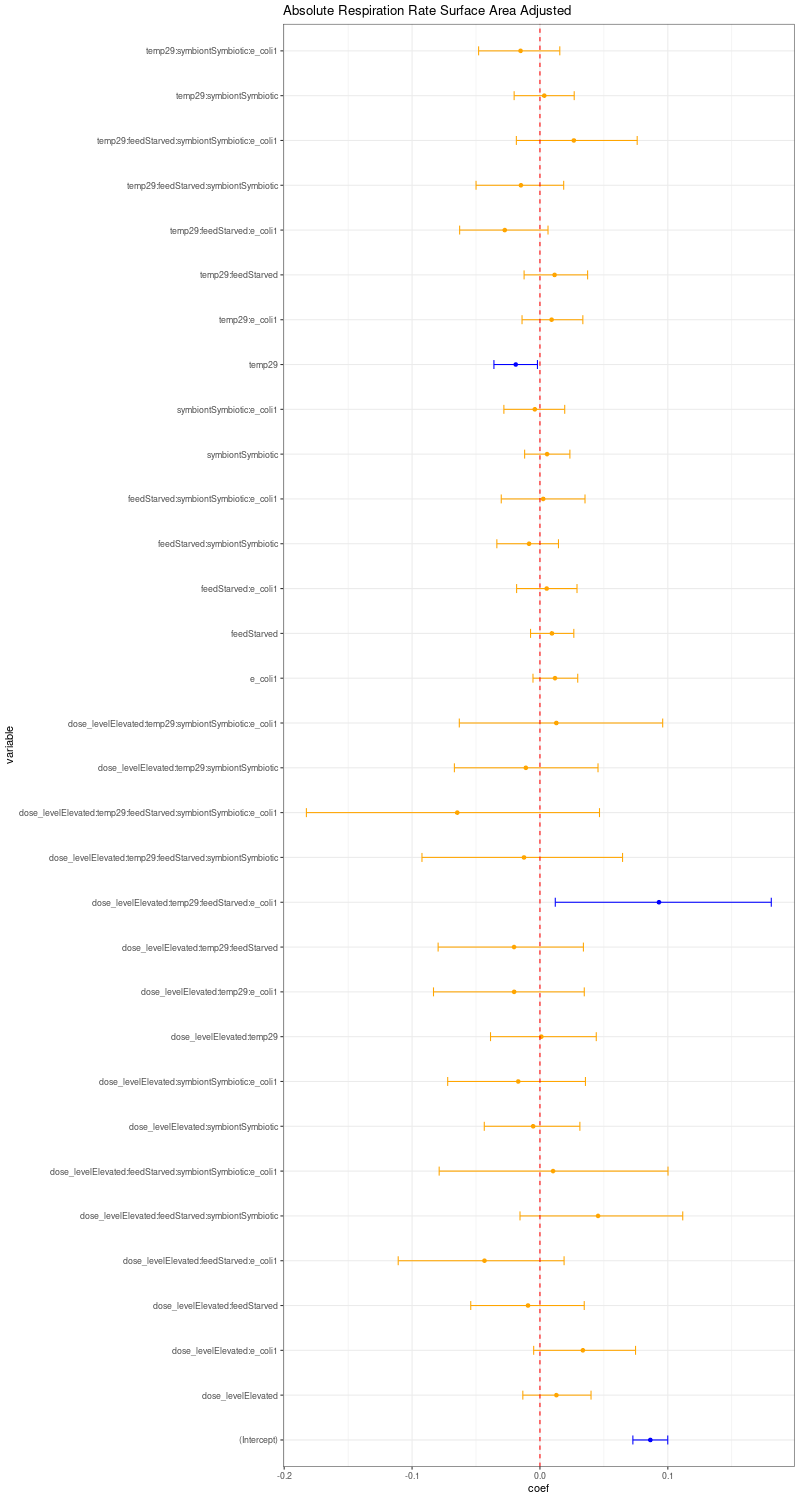 Absolute Respiration Rate Surface Area Adjusted
temp29:symbiontSymbiotic:e_coli1
temp29:symbiontSymbiotic
temp29:feedStarved:symbiontSymbiotic:e_coli1
temp29:feedStarved:symbiontSymbiotic
temp29:feedStarved:e_coli1
temp29:feedStarved
temp29:e_coli1
temp29
symbiontSymbiotic:e_coli1
symbiontSymbiotic
feedStarved:symbiontSymbiotic:e_coli1
feedStarved:symbiontSymbiotic
feedStarved:e_coli1
feedStarved
e_coli1
variable
dose_levelElevated:temp29:symbiontSymbiotic:e_coli1
dose_levelElevated:temp29:symbiontSymbiotic
dose_levelElevated:temp29:feedStarved:symbiontSymbiotic:e_coli1
dose_levelElevated:temp29:feedStarved:symbiontSymbiotic
dose_levelElevated:temp29:feedStarved:e_coli1
dose_levelElevated:temp29:feedStarved
dose_levelElevated:temp29:e_coli1
dose_levelElevated:temp29
dose_levelElevated:symbiontSymbiotic:e_coli1
dose_levelElevated:symbiontSymbiotic
dose_levelElevated:feedStarved:symbiontSymbiotic:e_coli1
dose_levelElevated:feedStarved:symbiontSymbiotic
dose_levelElevated:feedStarved:e_coli1
dose_levelElevated:feedStarved
dose_levelElevated:e_coli1
dose_levelElevated
(Intercept)
-0.2 -0.1 0.0 0.1
coef